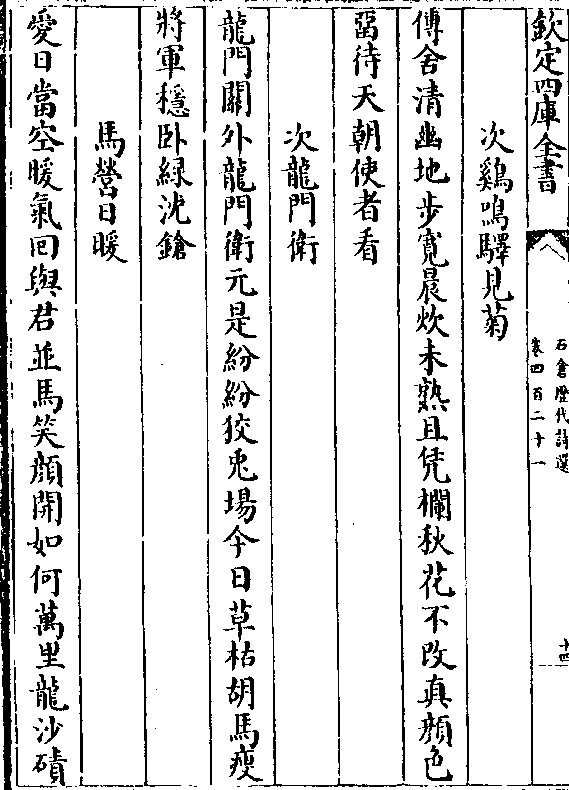 欽定四庫全書
石倉歷代詩選
卷四百二十一
十四
次鷄鳴驛見菊
傳舍清幽地步寛晨炊未熟且凭欄秋花不改真顔色
留待天朝使者看
次龍門衛
龍門關外龍門衛元是紛紛狡兎場今日草枯胡馬瘦
將軍穩卧綠沈鎗
馬營日暖
愛日當空暖氣回與君並馬笑顔開如何萬里龍沙磧